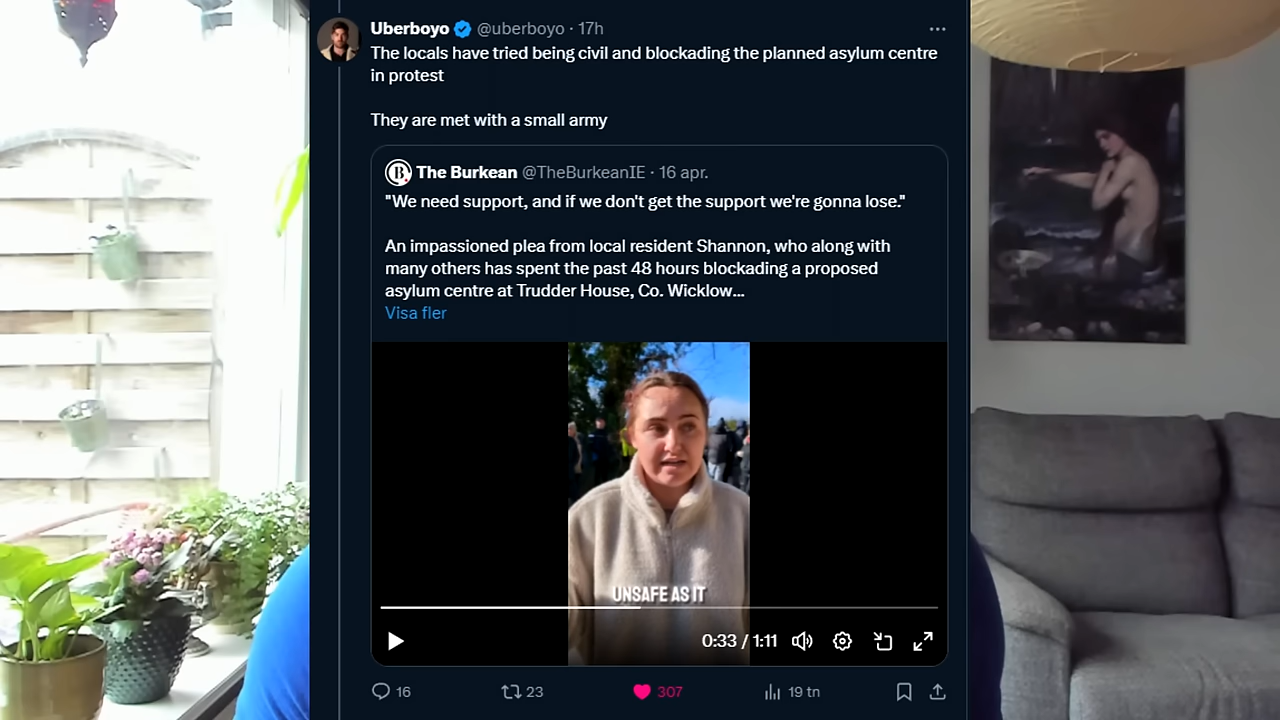 Uberboyo @uberboyo · 17h
The locals have tried being civil and blockading the planned asylum centre
in protest
They are met with a small army
The Burkean @TheBurkeanIE · 16 apr.
"We need support, and if we don't get the support we're gonna lose."
An impassioned plea from local resident Shannon, who along with
many others has spent the past 48 hours blockading a proposed
asylum centre at Trudder House, Co. Wicklow...
Visa fler
UNSAFE AS IT
0:33 / 1:11
16 23 307 19 tn